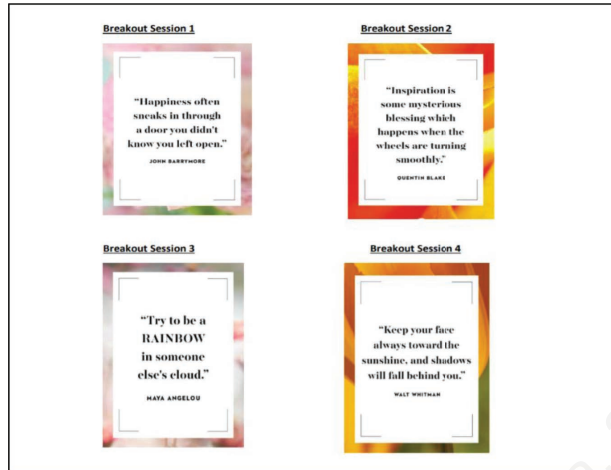 Breakout Session 1
"Happiness often
sneaks in through
a door you didn't
know you left open."
JOHN BARRYMORE
Breakout Session 2
"Inspiration is
some mysterious
blessing which
happens when the
wheels are turning
smoothly."
QUENTIN BLAKE
Breakout Session 3
"Try to be a
RAINBOW
in someone
else's cloud."
MAYA ANGELOU
Breakout Session 4
"Keep your face
always toward the
sunshine, and shadows
will fall behind you."
WALT WHITMAN